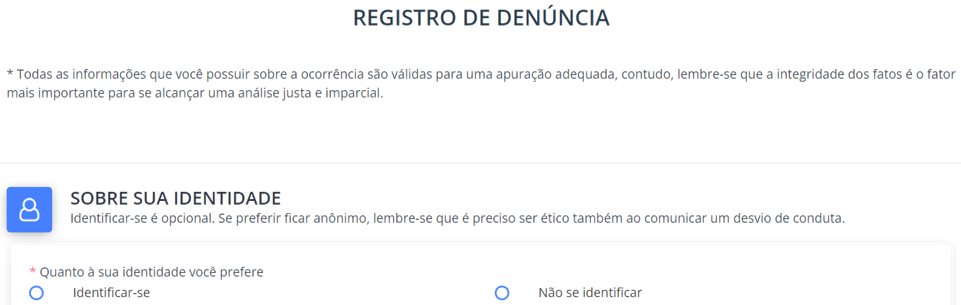 REGISTRO DE DENÚNCIA
* Todas as informações que você possuir sobre a ocorrência são válidas para uma apuração adequada, contudo, lembre-se que a integridade dos fatos é o fator
mais importante para se alcançar uma análise justa e imparcial.
SOBRE SUA IDENTIDADE
Identificar-se é opcional. Se preferir ficar anônimo, lembre-se que é preciso ser ético também ao comunicar um desvio de conduta.
* Quanto à sua identidade você prefere
Identificar-se Não se identificar